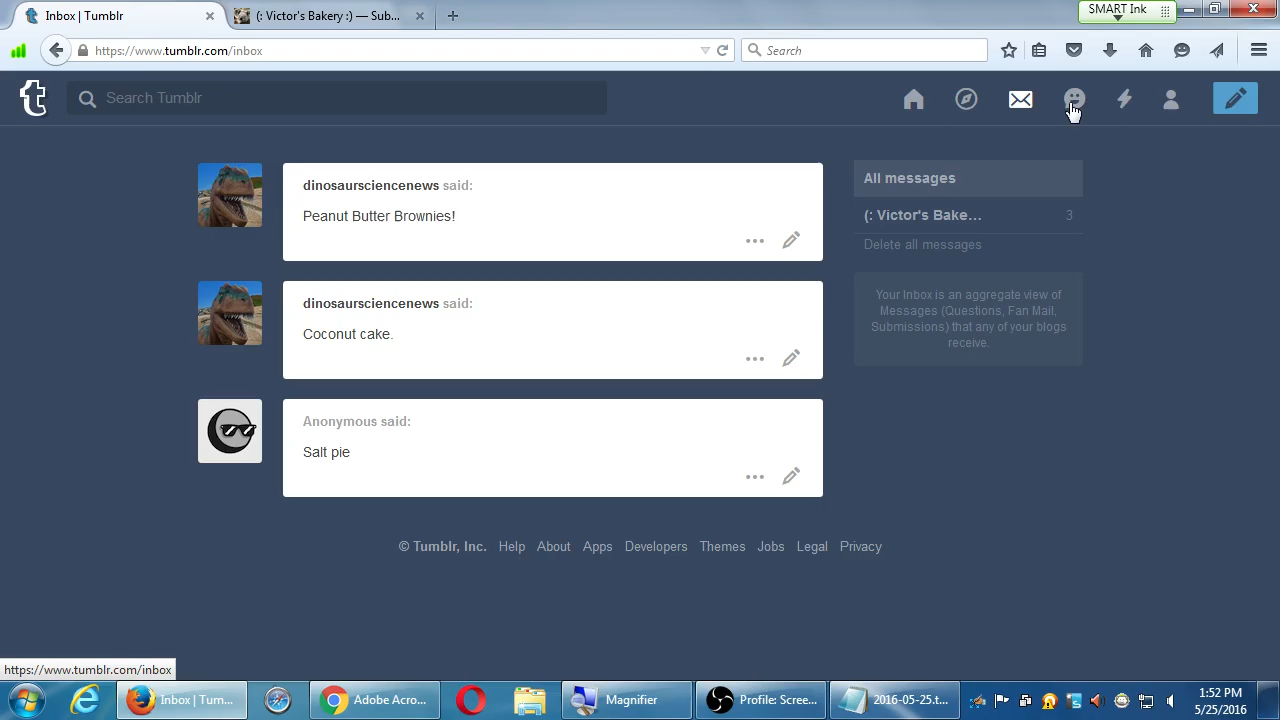 Inbox | Tumblr
(: Victor's Bakery :) — Sub...
SMART Ink
https://www.tumblr.com/inbox
Search
Search Tumblr
dinosaursciencenews said:
Peanut Butter Brownies!
dinosaursciencenews said:
Coconut cake.
Anonymous said:
Salt pie
All messages
(: Victor's Bake... 3
Delete all messages
Your Inbox is an aggregate view of
Messages (Questions, Fan Mail,
Submissions) that any of your blogs
receive.
© Tumblr, Inc. Help About Apps Developers Themes Jobs Legal Privacy
https://www.tumblr.com/inbox
Inbox | Tum...
Adobe Acro...
Magnifier
Profile: Scree...
2016-05-25.t...
1:52 PM
5/25/2016